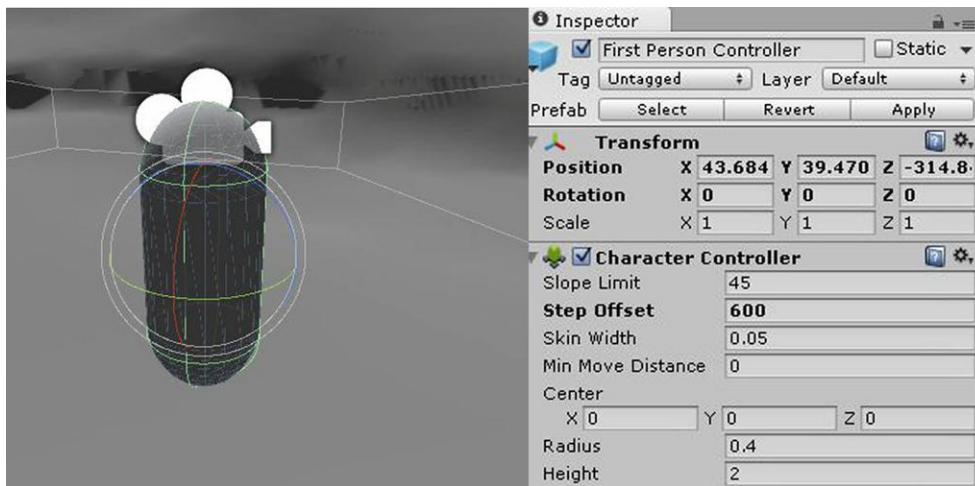 Inspector
First Person Controller Static
Tag Untagged Layer Default
Prefab Select Revert Apply
Transform
Position X 43.684 Y 39.470 Z -314.8
Rotation X 0 Y 0 Z 0
Scale X 1 Y 1 Z 1
Character Controller
Slope Limit 45
Step Offset 600
Skin Width 0.05
Min Move Distance 0
Center
X 0 Y 0 Z 0
Radius 0.4
Height 2